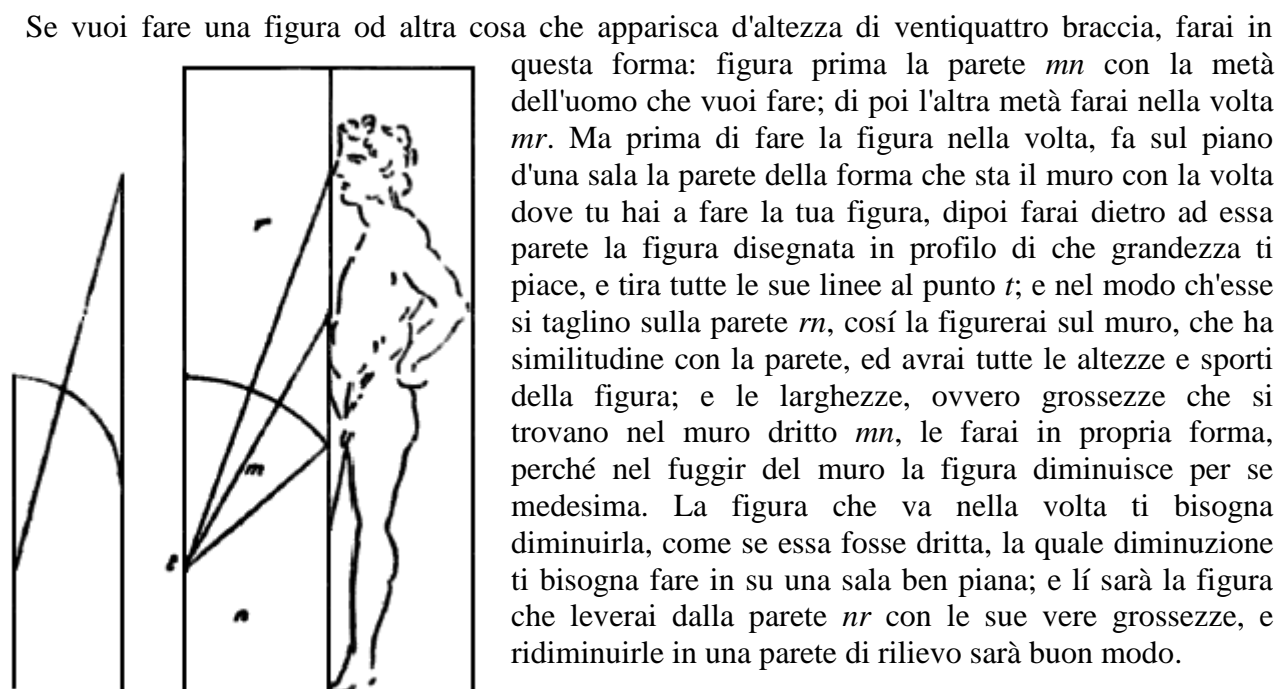 Se vuoi fare una figura od altra cosa che apparisca d'altezza di ventiquattro braccia, farai in
questa forma: figura prima la parete mn con la metà
dell'uomo che vuoi fare; di poi l'altra metà farai nella volta
mr. Ma prima di fare la figura nella volta, fa sul piano
d'una sala la parete della forma che sta il muro con la volta
dove tu hai a fare la tua figura, dipoi farai dietro ad essa
parete la figura disegnata in profilo di che grandezza ti
piace, e tira tutte le sue linee al punto t; e nel modo ch'esse
si taglino sulla parete rn, cosí la figurerai sul muro, che ha
similitudine con la parete, ed avrai tutte le altezze e sporti
della figura; e le larghezze, ovvero grossezze che si
trovano nel muro dritto mn, le farai in propria forma,
perché nel fuggir del muro la figura diminuisce per se
medesima. La figura che va nella volta ti bisogna
diminuirla, come se essa fosse dritta, la quale diminuzione
ti bisogna fare in su una sala ben piana; e lí sarà la figura
che leverai dalla parete nr con le sue vere grossezze, e
ridiminuirle in una parete di rilievo sarà buon modo.
r
m
t
n